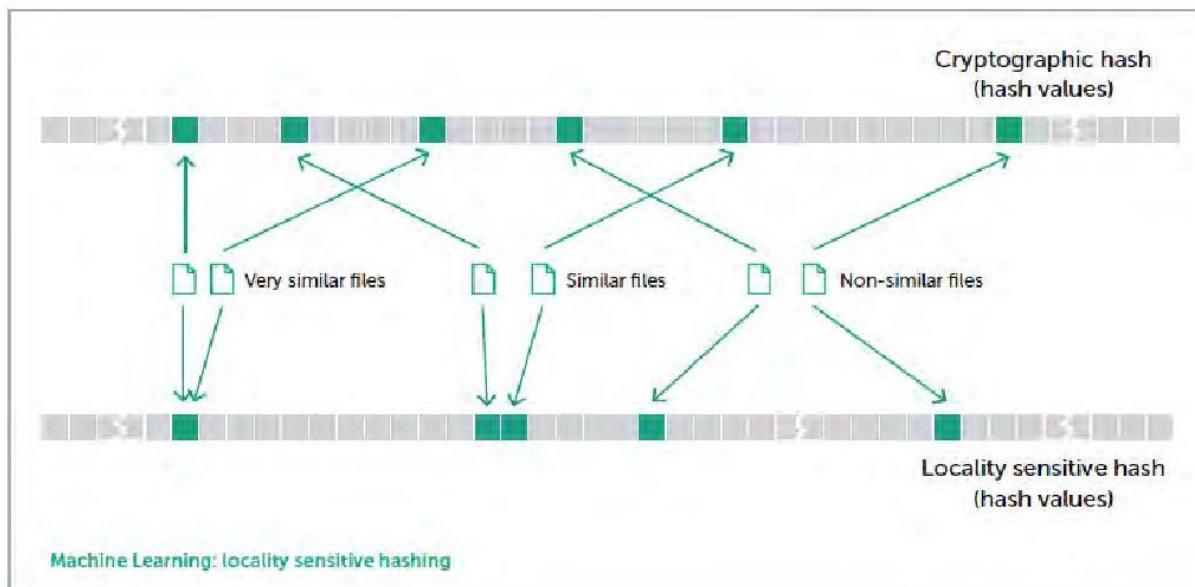 Cryptographic hash
(hash values)
Very similar files
Similar files
Non-similar files
Locality sensitive hash
(hash values)
Machine Learning: locality sensitive hashing